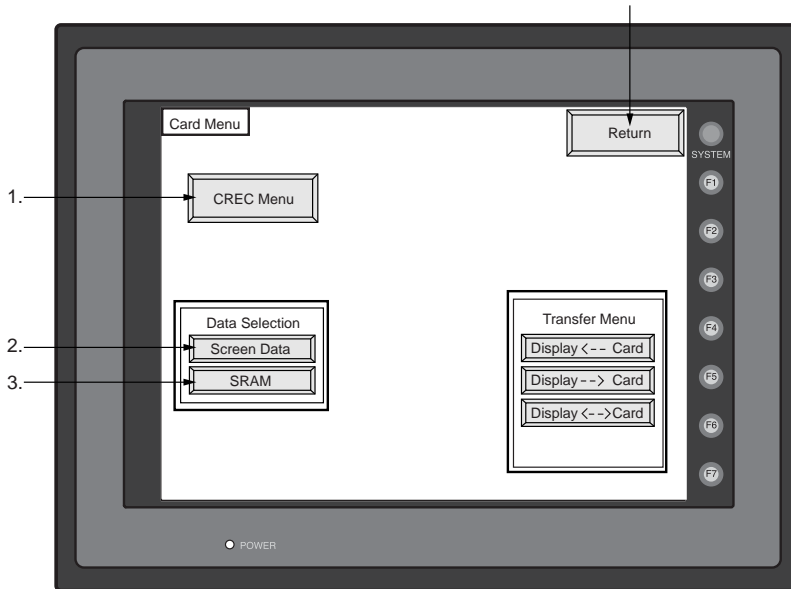 Card Menu
Return
SYSTEM
1.
CREC Menu
F1
F2
F3
Data Selection
Transfer Menu
F4
2.
Screen Data
Display <-- Card
3.
SRAM
Display --> Card
F5
Display <-->Card
F6
F7
POWER